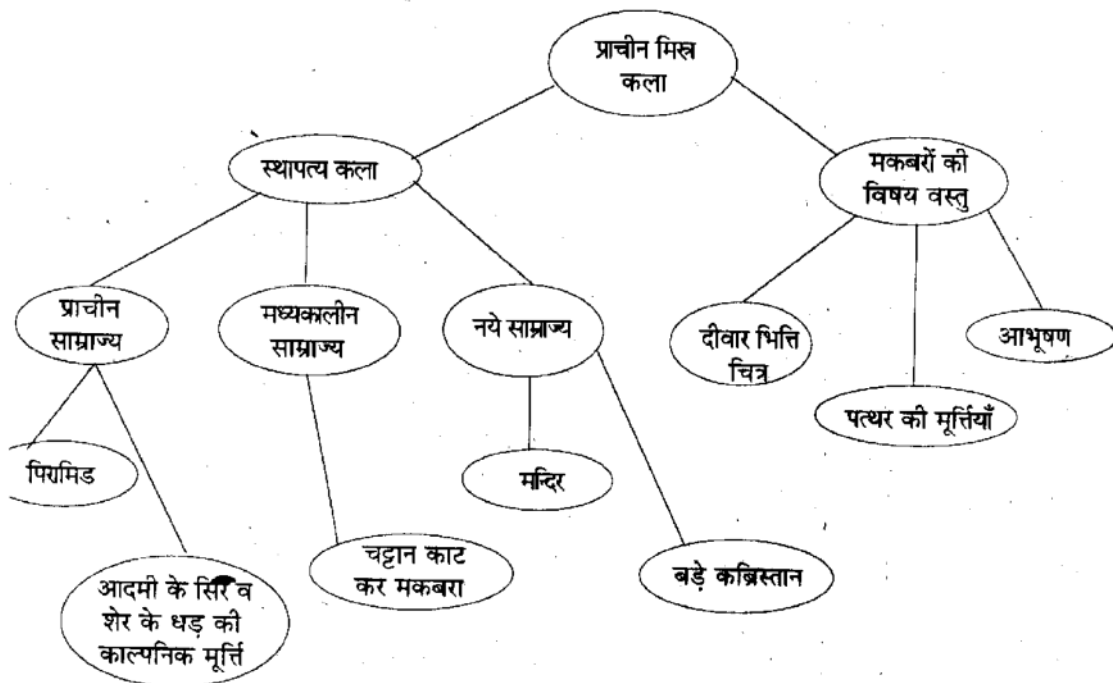 प्राचीन मिस्र
कला
स्थापत्य कला
मकबरों की
विषय वस्तु
प्राचीन
साम्राज्य
मध्यकालीन
साम्राज्य
नये साम्राज्य
दीवार भित्ति
चित्र
आभूषण
पत्थर की मूर्त्तियाँ
पिरामिड
मन्दिर
आदमी के सिर व
शेर के धड़ की
काल्पनिक मूर्त्ति
चट्टान काट
कर मकबरा
बड़े कब्रिस्तान